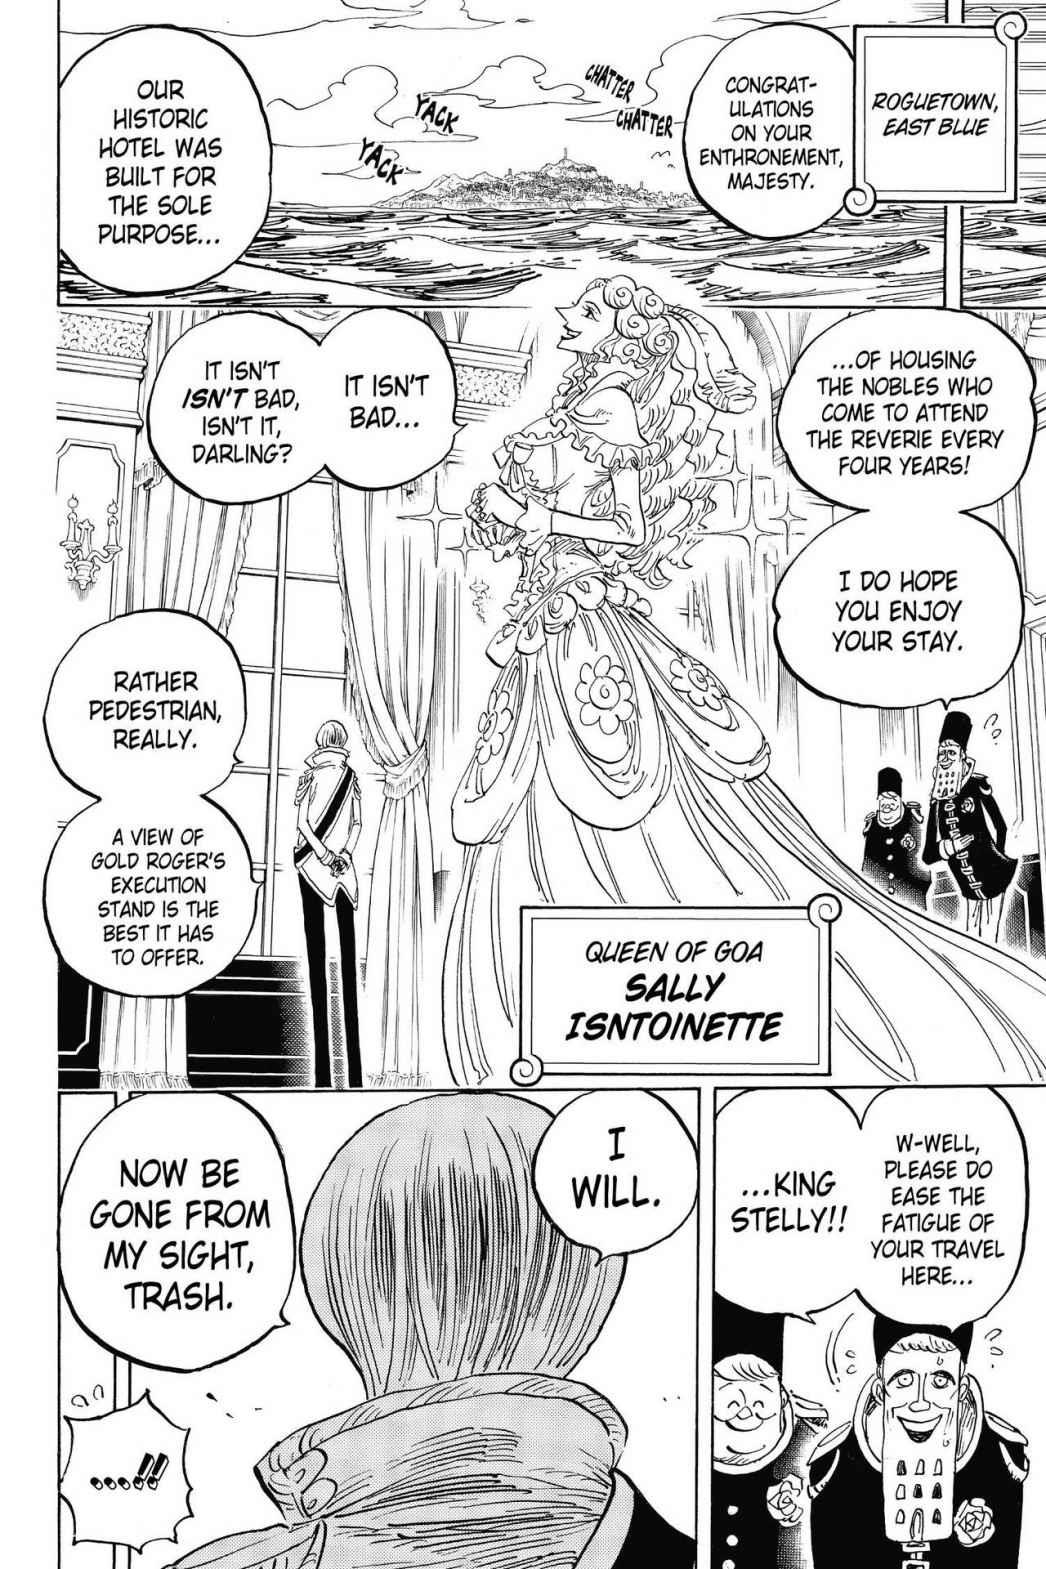 ROGUETOWN,
EAST BLUE
CONGRAT-
ULATIONS
ON YOUR
ENTHRONEMENT,
MAJESTY.
CHATTER
CHATTER
YACK
YACK
OUR
HISTORIC
HOTEL WAS
BUILT FOR
THE SOLE
PURPOSE...
...OF HOUSING
THE NOBLES WHO
COME TO ATTEND
THE REVERIE EVERY
FOUR YEARS!
I DO HOPE
YOU ENJOY
YOUR STAY.
IT ISN'T
BAD...
IT ISN'T
ISN'T BAD,
ISN'T IT,
DARLING?
RATHER
PEDESTRIAN,
REALLY.
A VIEW OF
GOLD ROGER'S
EXECUTION
STAND IS THE
BEST IT HAS
TO OFFER.
QUEEN OF GOA
SALLY
ISNTOINETTE
W-WELL,
PLEASE DO
EASE THE
FATIGUE OF
YOUR TRAVEL
HERE...
...KING
STELLY!!
I
WILL.
NOW BE
GONE FROM
MY SIGHT,
TRASH.
...!!